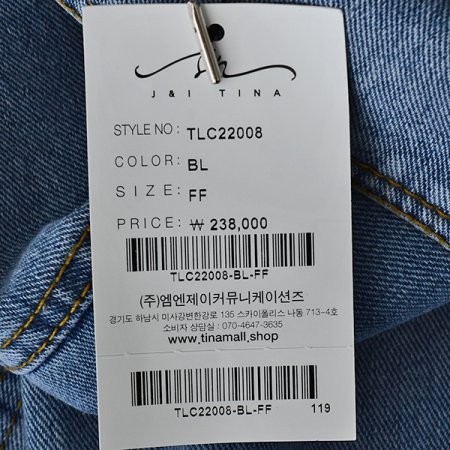 J & I TINA
STYLE NO : TLC22008
COLOR: BL
SIZE: FF
PRICE: ₩ 238,000
TLC22008-BL-FF
(주)엠엔제이커뮤니케이션즈
경기도 하남시 미사강변한강로 135 스카이폴리스 나동 713-4호
소비자 상담실 : 070-4647-3635
www.tinamall.shop
TLC22008-BL-FF
119